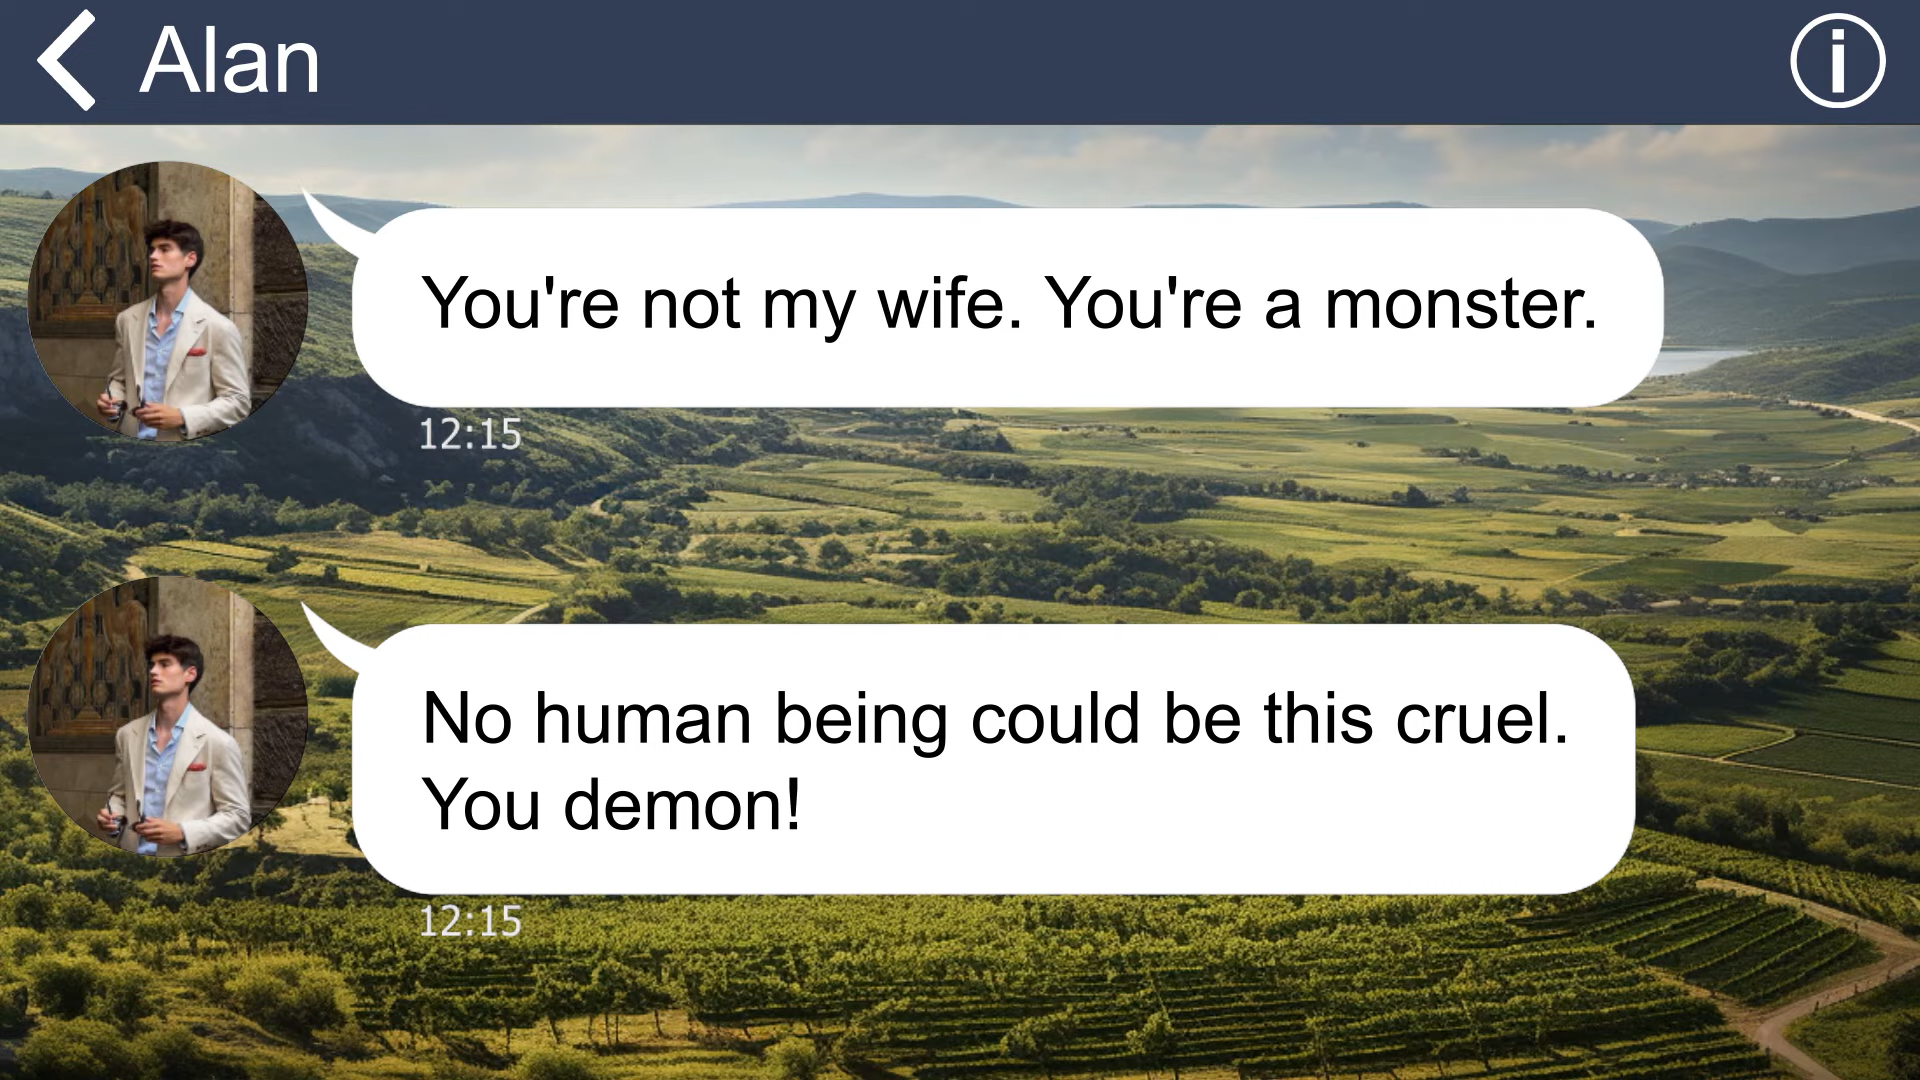 Alan
You're not my wife. You're a monster.
12:15
No human being could be this cruel.
You demon!
12:15